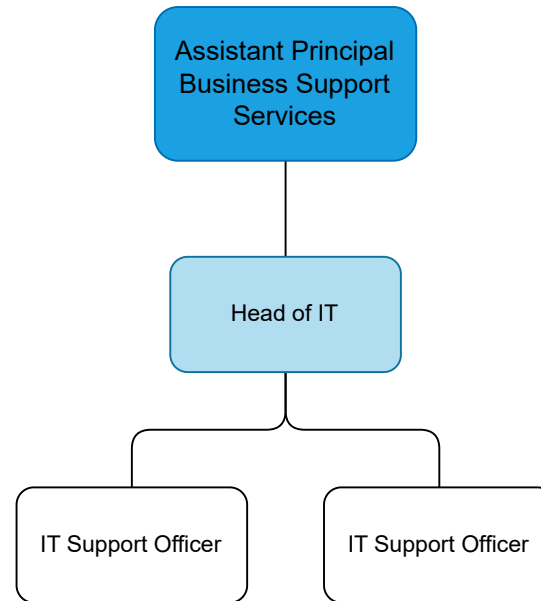 Assistant Principal
Business Support
Services
Head of IT
IT Support Officer
IT Support Officer